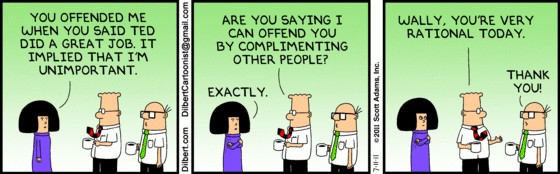 YOU OFFENDED ME
WHEN YOU SAID TED
DID A GREAT JOB. IT
IMPLIED THAT I'M
UNIMPORTANT.
Dilbert.com DilbertCartoonist@gmail.com
ARE YOU SAYING I
CAN OFFEND YOU
BY COMPLIMENTING
OTHER PEOPLE?
EXACTLY.
7-11-11 ©2011 Scott Adams, Inc.
WALLY, YOU'RE VERY
RATIONAL TODAY.
THANK
YOU!